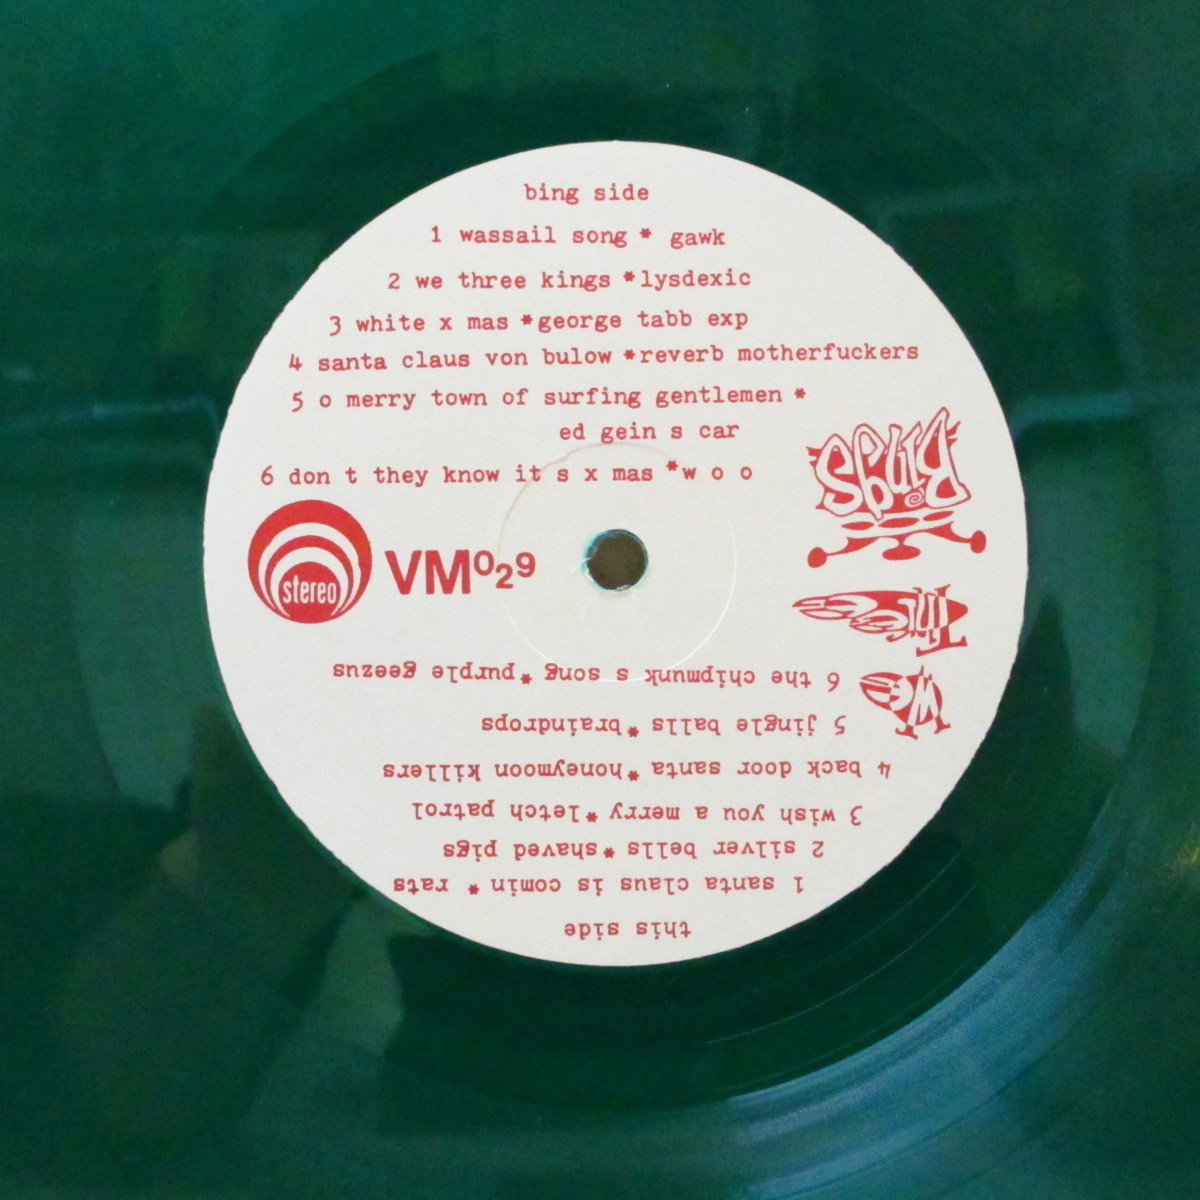 bing side
1 wassail song * gawk
2 we three kings *lysdexic
3 white x mas *george tabb exp
4 santa claus von bulow *reverb motherfuckers
5 o merry town of surfing gentlemen *
ed gein s car
6 don t they know it s x mas *w o o
stereo
VM029
We
Three
Bings
this side
1 santa claus is comin * rats
2 silver bells *shaved pigs
3 wish you a merry *letch patrol
4 back door santa *honeymoon killers
5 jingle balls *braindrops
6 the chipmunk s song *purple geezus